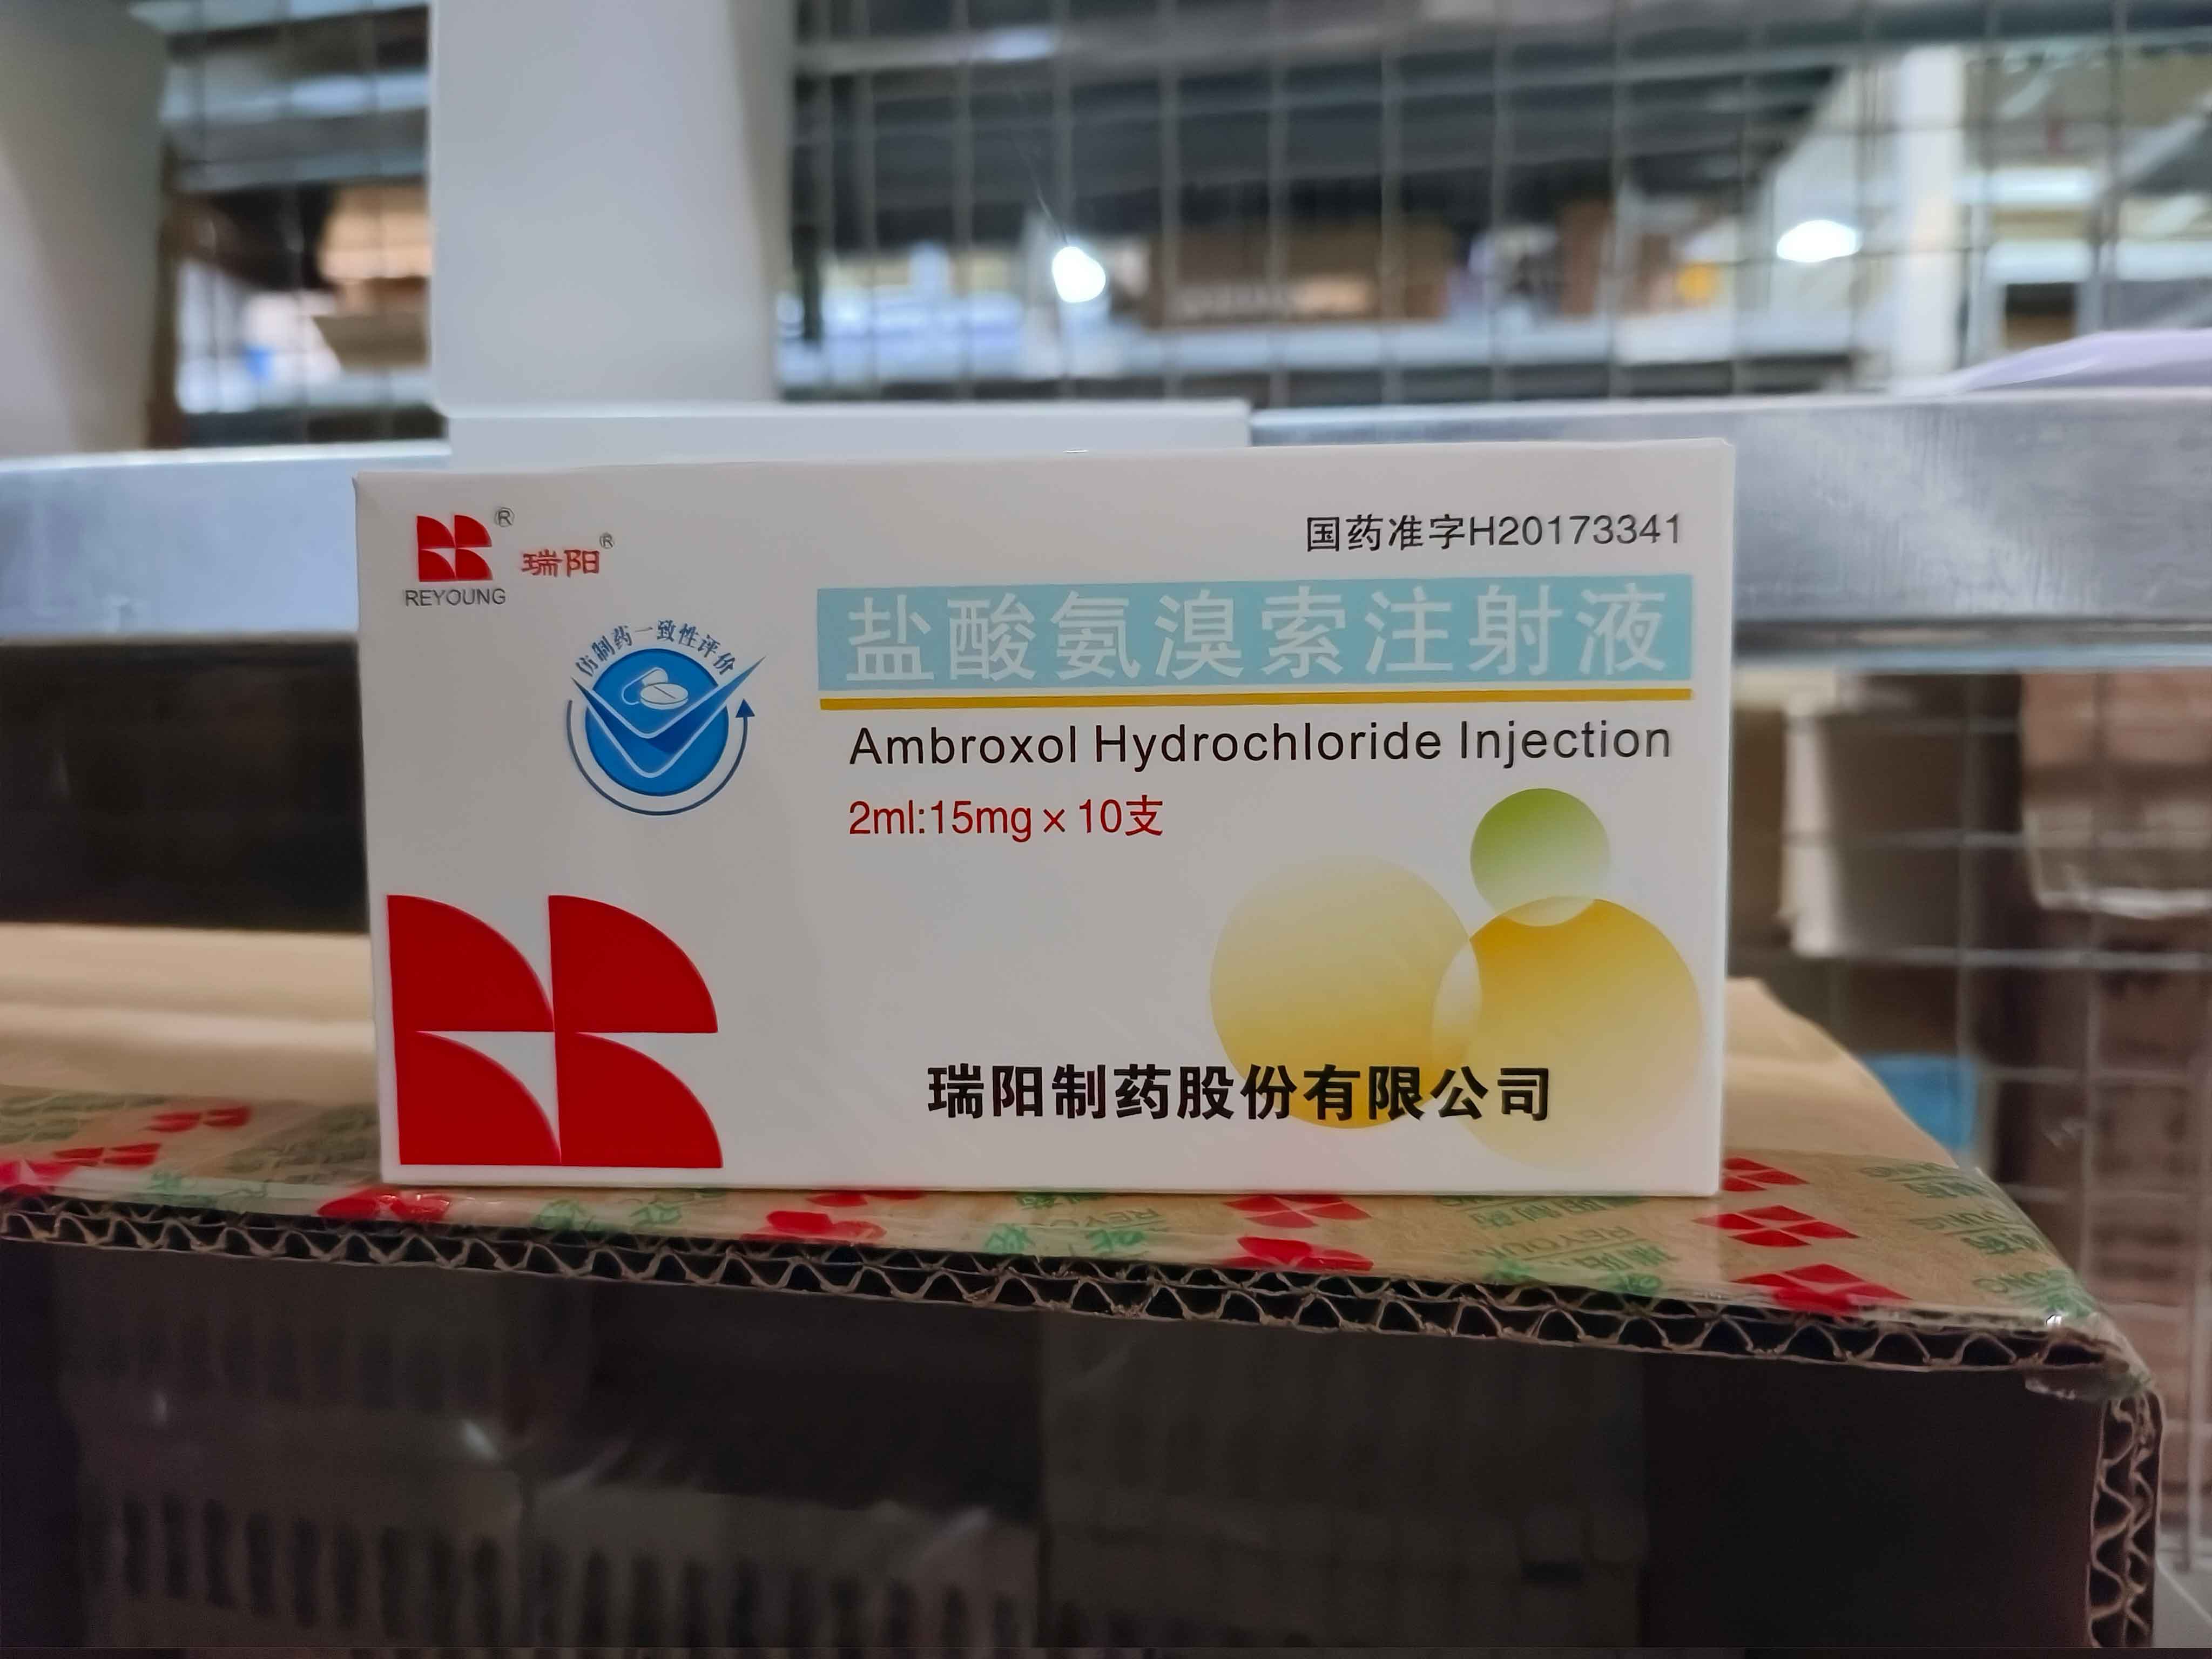 ® 瑞阳®
REYOUNG
国药准字H20173341
仿制药一致性评价
盐酸氨溴索注射液
Ambroxol Hydrochloride Injection
2ml:15mg×10支
瑞阳制药股份有限公司